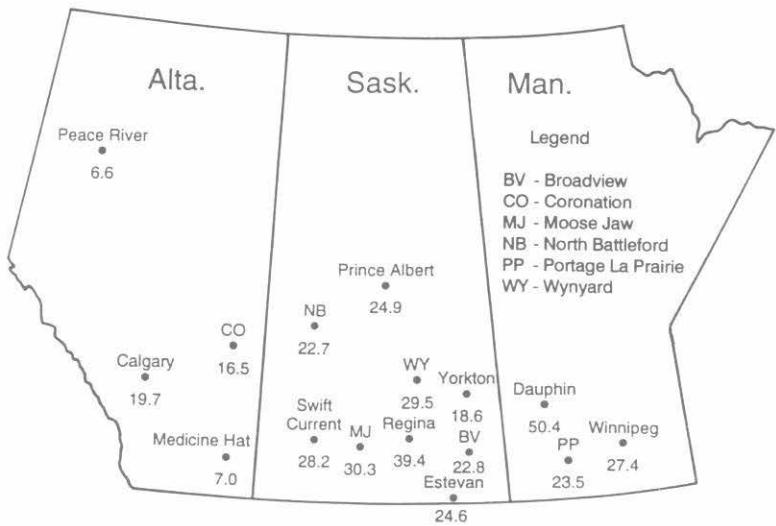 Alta.
Sask.
Man.
Peace River
6.6
Legend
BV - Broadview
CO - Coronation
MJ - Moose Jaw
NB - North Battleford
PP - Portage La Prairie
WY - Wynyard
Prince Albert
24.9
NB
22.7
CO
16.5
Calgary
19.7
WY
29.5
Yorkton
18.6
Dauphin
50.4
Swift
Current
28.2
MJ
30.3
Regina
39.4
BV
22.8
PP
23.5
Winnipeg
27.4
Medicine Hat
7.0
Estevan
24.6